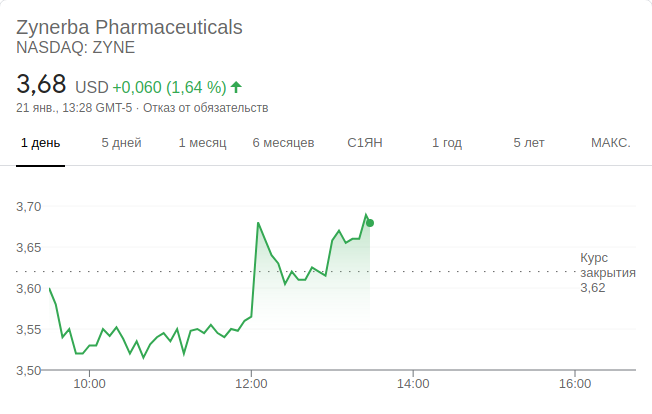 Zynerba Pharmaceuticals
NASDAQ: ZYNE
3,68 USD +0,060 (1,64 %)
21 янв., 13:28 GMT-5 · Отказ от обязательств
1 день 5 дней 1 месяц 6 месяцев С1ЯН 1 год 5 лет МАКС.
3,70
3,65
Курс
закрытия
3,62
3,60
3,55
3,50
10:00 12:00 14:00 16:00